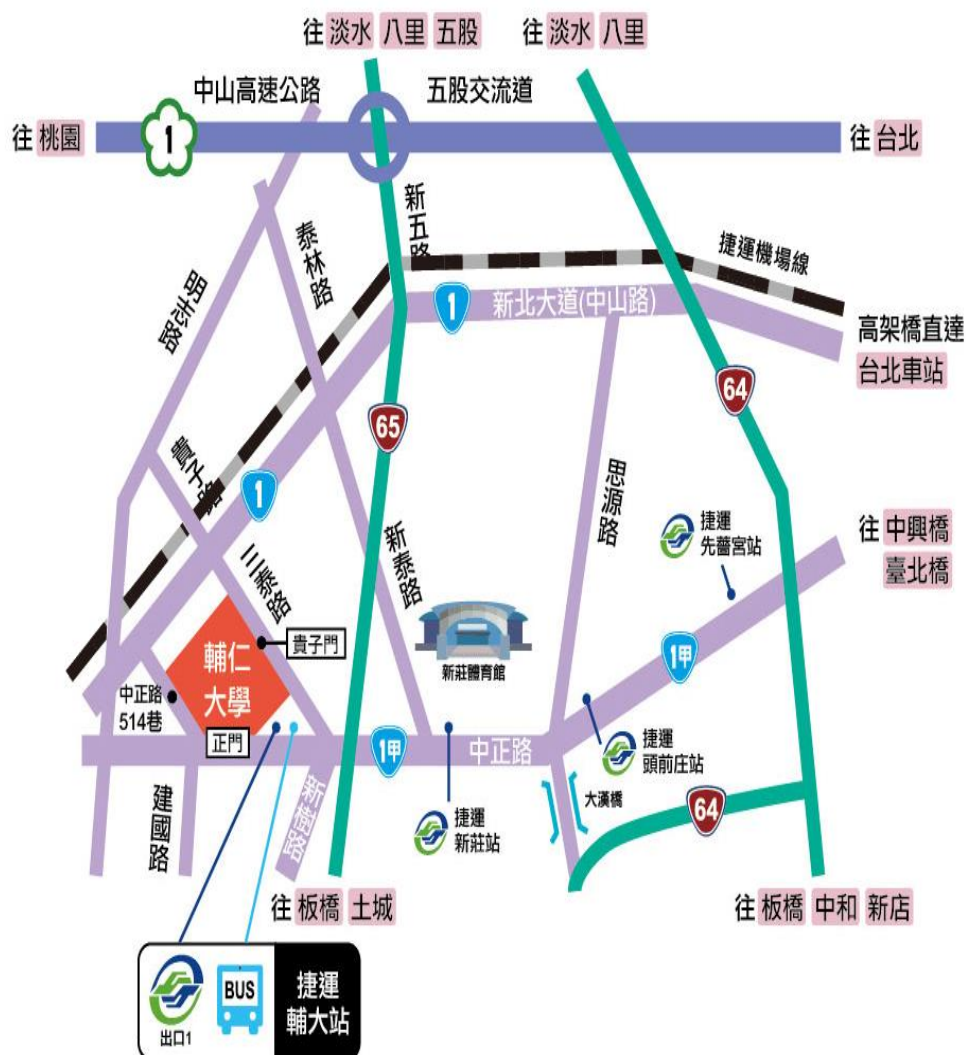 往 淡水 八里 五股
往 淡水 八里
中山高速公路
五股交流道
往 桃園
1
往 台北
新五路
泰林路
捷運機場線
1
新北大道(中山路)
高架橋直達
台北車站
65
64
貴子路
1
思源路
捷運
先嗇宮站
往 中興橋
臺北橋
新泰路
三泰路
貴子門
輔仁
大學
新莊體育館
1甲
中正路
514巷
正門
1甲
中正路
捷運
頭前庄站
建國路
新樹路
捷運
新莊站
大漢橋
64
往 板橋 土城
往 板橋 中和 新店
BUS
出口1
捷運
輔大站